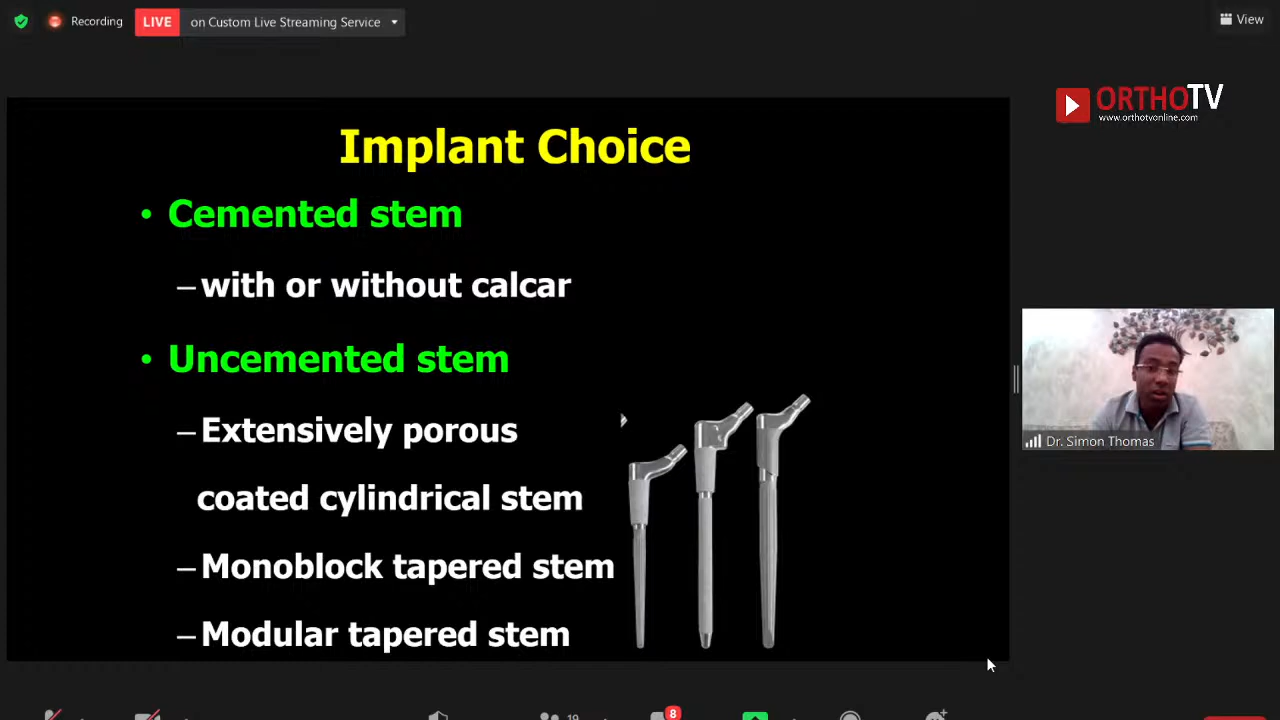 Recording
LIVE on Custom Live Streaming Service
View
ORTHOTV
www.orthotvonline.com
Implant Choice
• Cemented stem
– with or without calcar
• Uncemented stem
– Extensively porous
coated cylindrical stem
– Monoblock tapered stem
– Modular tapered stem
Dr. Simon Thomas
19
8